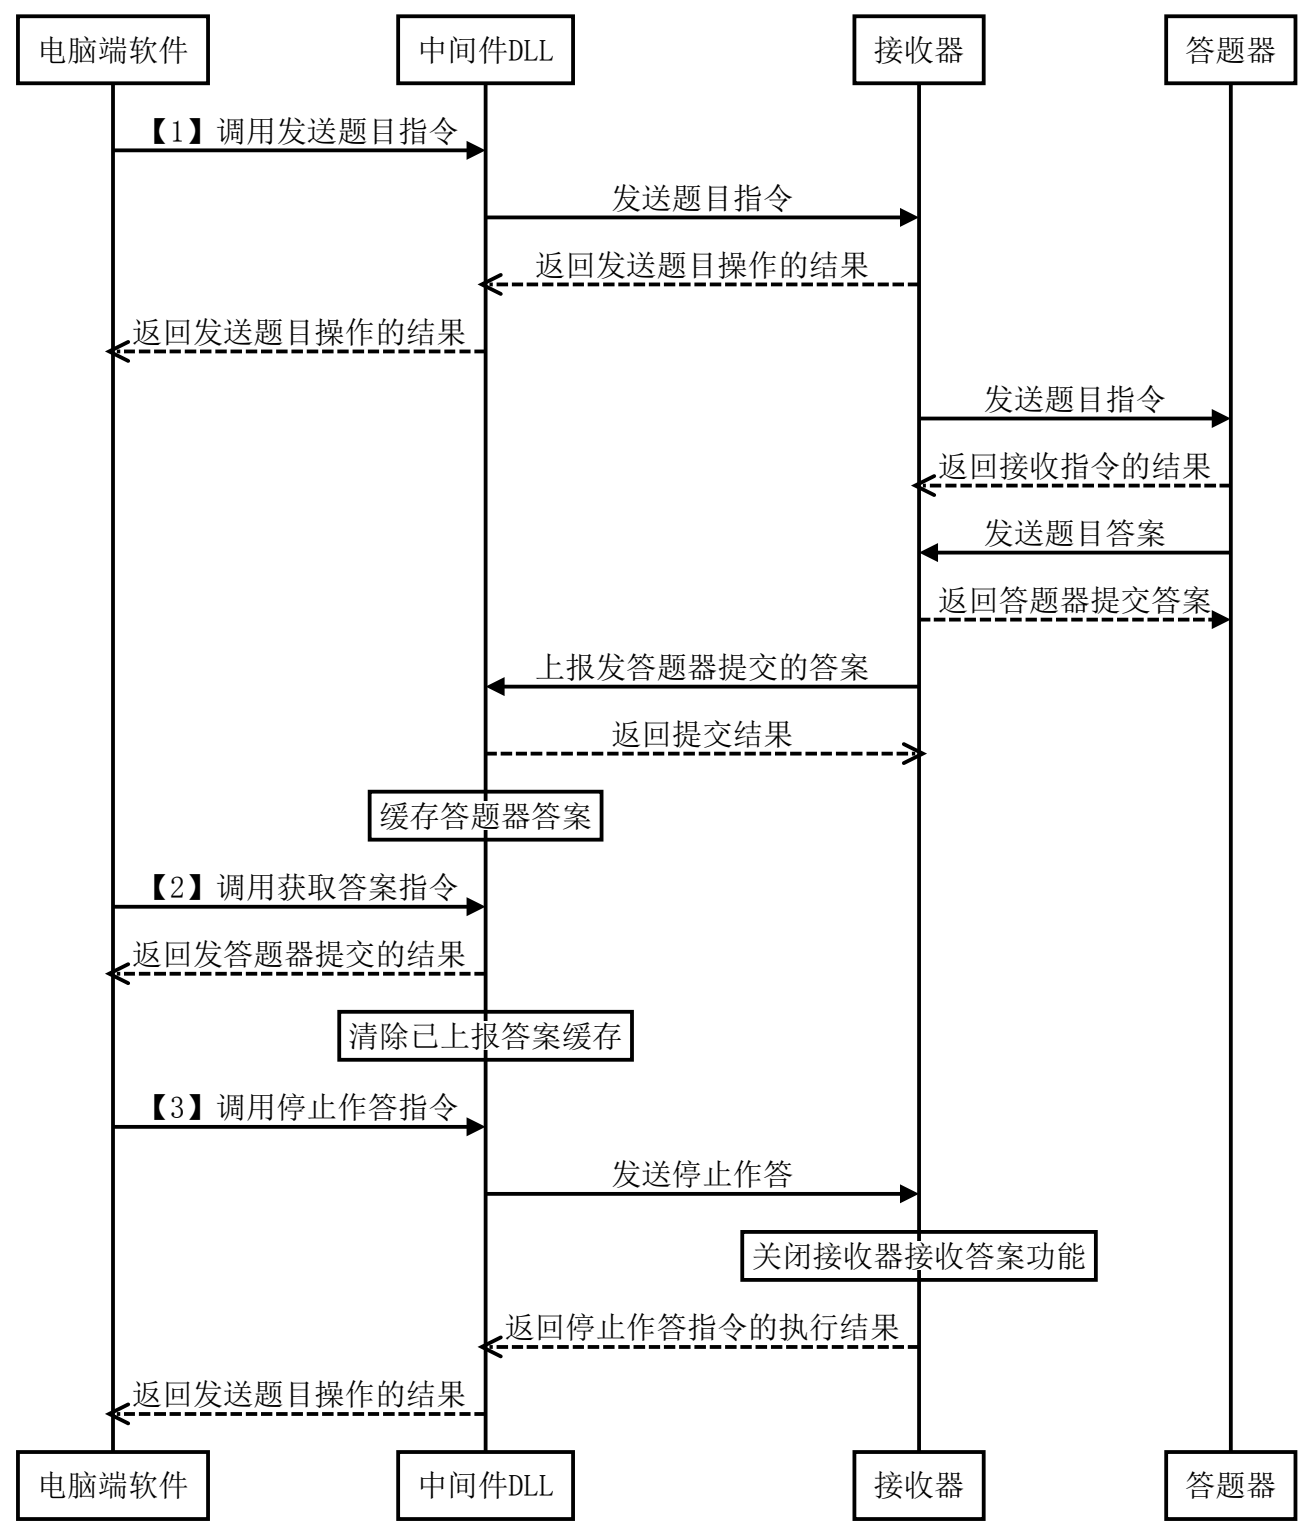 电脑端软件
中间件DLL
接收器
答题器
【1】调用发送题目指令
发送题目指令
返回发送题目操作的结果
返回发送题目操作的结果
发送题目指令
返回接收指令的结果
发送题目答案
返回答题器提交答案
上报发答题器提交的答案
返回提交结果
缓存答题器答案
【2】调用获取答案指令
返回发答题器提交的结果
清除已上报答案缓存
【3】调用停止作答指令
发送停止作答
关闭接收器接收答案功能
返回停止作答指令的执行结果
返回发送题目操作的结果
电脑端软件
中间件DLL
接收器
答题器